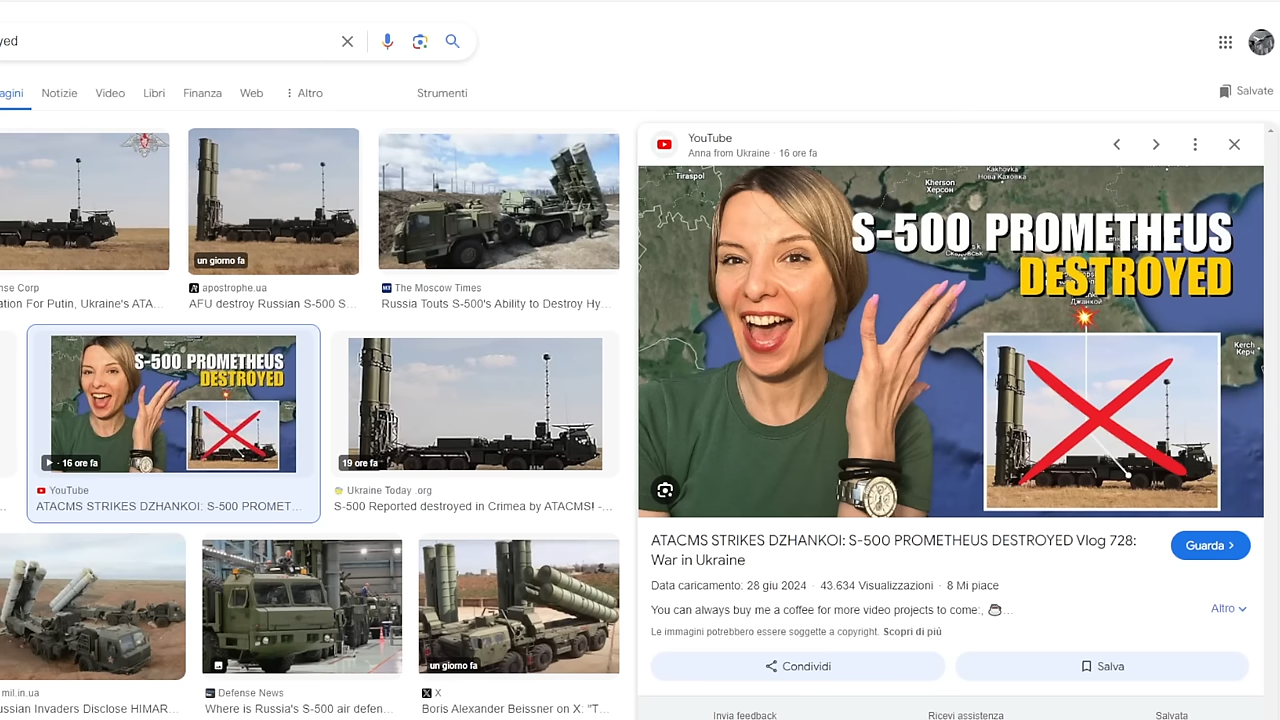 yed
agini
Notizie
Video
Libri
Finanza
Web
Altro
Strumenti
Salvate
nse Corp
ation For Putin, Ukraine's ATA...
un giorno fa
apostrophe.ua
AFU destroy Russian S-500 S...
The Moscow Times
Russia Touts S-500's Ability to Destroy Hy...
S-500 PROMETHEUS
DESTROYED
16 ore fa
YouTube
ATACMS STRIKES DZHANKOI: S-500 PROMET...
19 ore fa
Ukraine Today .org
S-500 Reported destroyed in Crimea by ATACMS! -...
mil.in.ua
ussian Invaders Disclose HIMAR...
Defense News
Where is Russia's S-500 air defen...
un giorno fa
X
Boris Alexander Beissner on X: "T...
YouTube
Anna from Ukraine · 16 ore fa
Tiraspol
Kherson
Херсон
Kakhovka
Нова Каховка
S-500 PROMETHEUS
DESTROYED
Джанкой
Kerch
Керч
ATACMS STRIKES DZHANKOI: S-500 PROMETHEUS DESTROYED Vlog 728:
War in Ukraine
Guarda
Data caricamento: 28 giu 2024 · 43.634 Visualizzazioni · 8 Mi piace
You can always buy me a coffee for more video projects to come:, ...
Altro
Le immagini potrebbero essere soggette a copyright. Scopri di più
Condividi
Salva
Invia feedback
Ricevi assistenza
Salvata